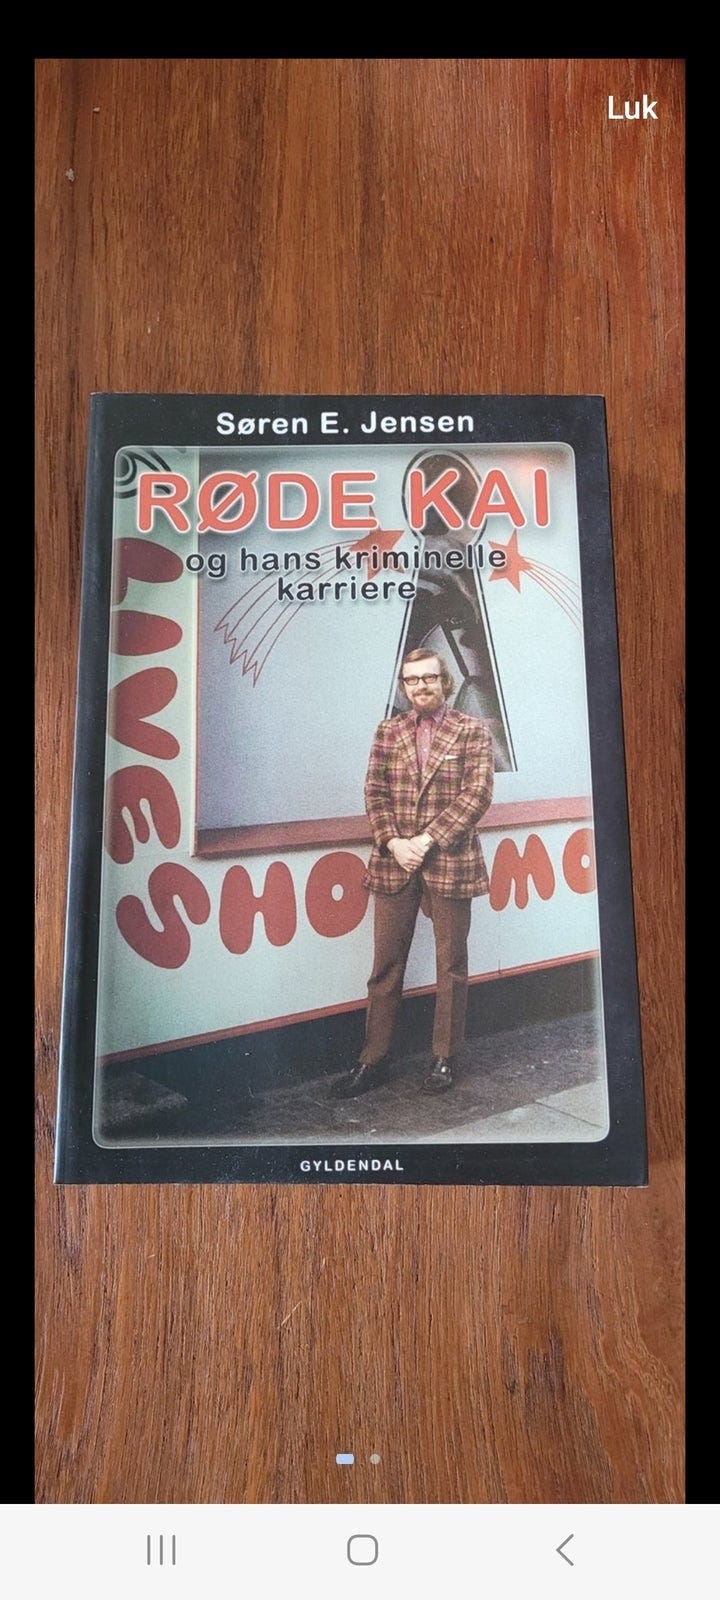 Luk
Søren E. Jensen
RØDE KAI
og hans kriminelle
karriere
LIVE SHO
MO
GYLDENDAL